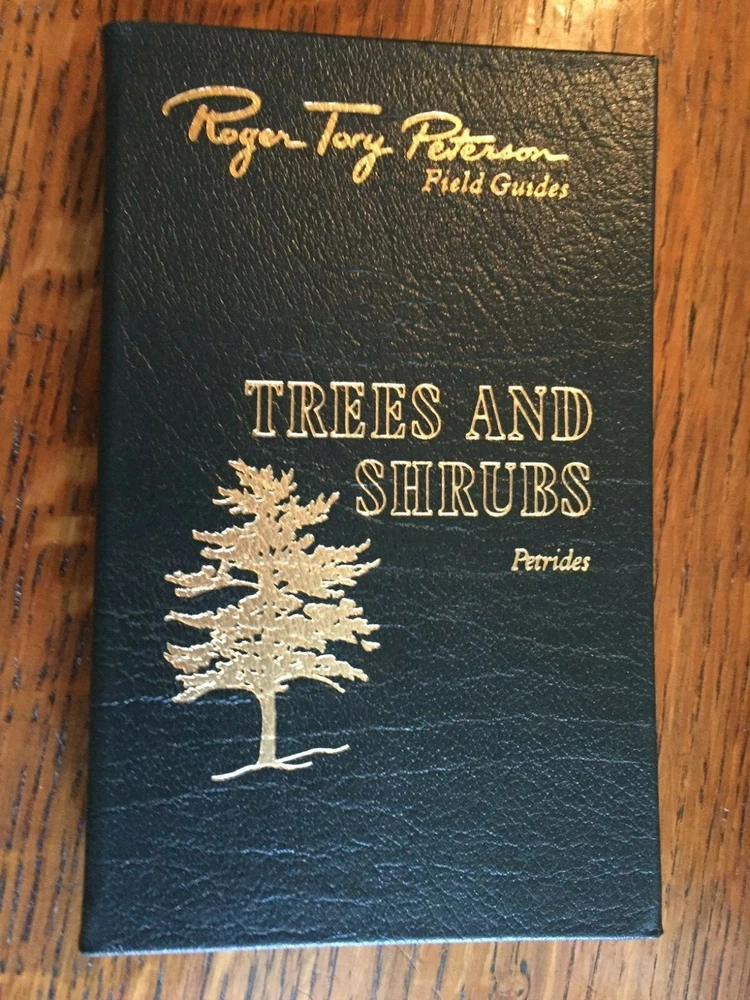 Roger Tory Peterson
Field Guides
TREES AND
SHRUBS
Petrides